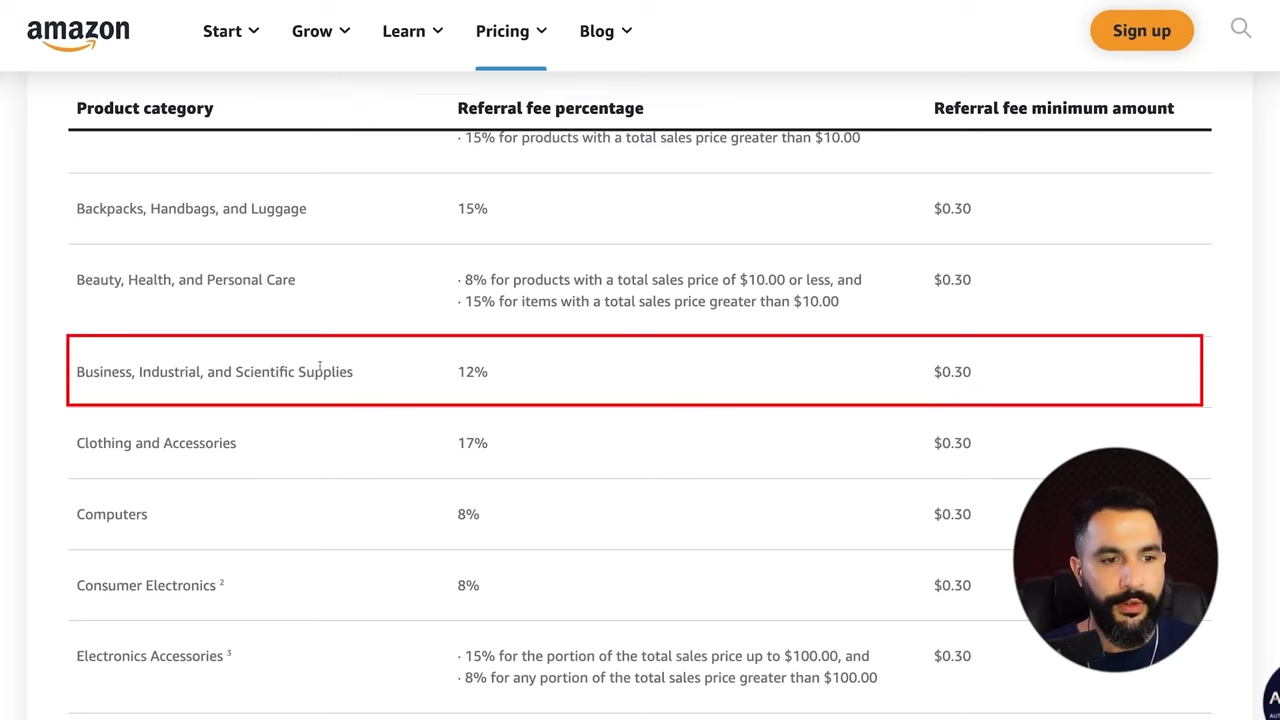 amazon
Start
Grow
Learn
Pricing
Blog
Sign up
Product category
Referral fee percentage
Referral fee minimum amount
· 15% for products with a total sales price greater than $10.00
Backpacks, Handbags, and Luggage
15%
$0.30
Beauty, Health, and Personal Care
· 8% for products with a total sales price of $10.00 or less, and
· 15% for items with a total sales price greater than $10.00
$0.30
Business, Industrial, and Scientific Supplies
12%
$0.30
Clothing and Accessories
17%
$0.30
Computers
8%
$0.30
Consumer Electronics ²
8%
$0.30
Electronics Accessories ³
· 15% for the portion of the total sales price up to $100.00, and
· 8% for any portion of the total sales price greater than $100.00
$0.30